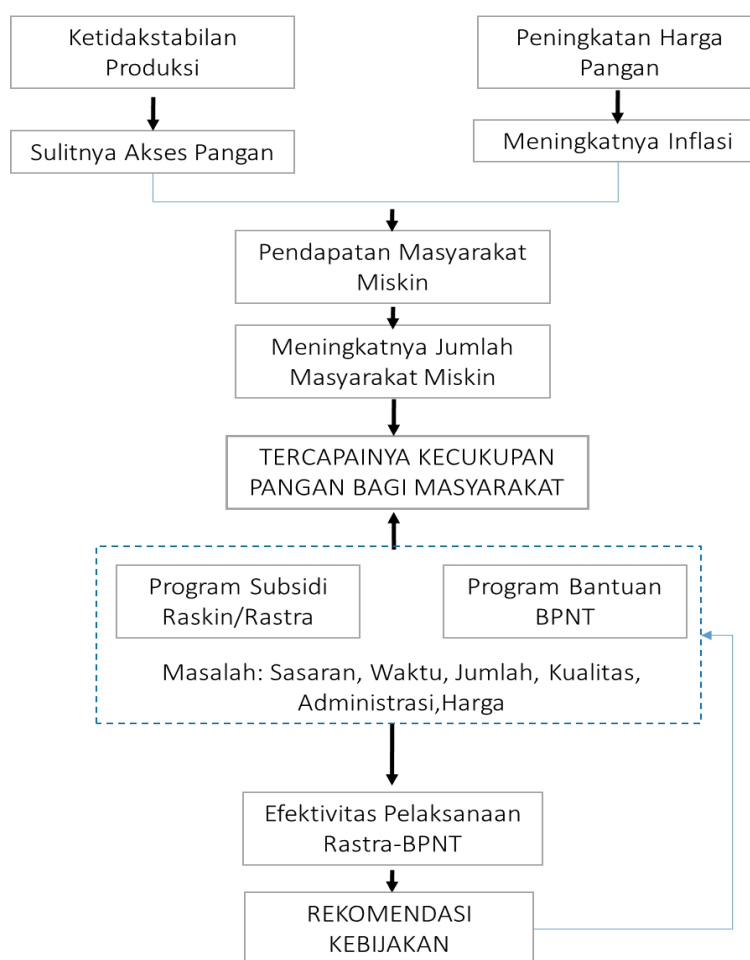 Ketidakstabilan
Produksi
Peningkatan Harga
Pangan
Sulitnya Akses Pangan
Meningkatnya Inflasi
Pendapatan Masyarakat
Miskin
Meningkatnya Jumlah
Masyarakat Miskin
TERCAPAINYA KECUKUPAN
PANGAN BAGI MASYARAKAT
Program Subsidi
Raskin/Rastra
Program Bantuan
BPNT
Masalah: Sasaran, Waktu, Jumlah, Kualitas,
Administrasi,Harga
Efektivitas Pelaksanaan
Rastra-BPNT
REKOMENDASI
KEBIJAKAN